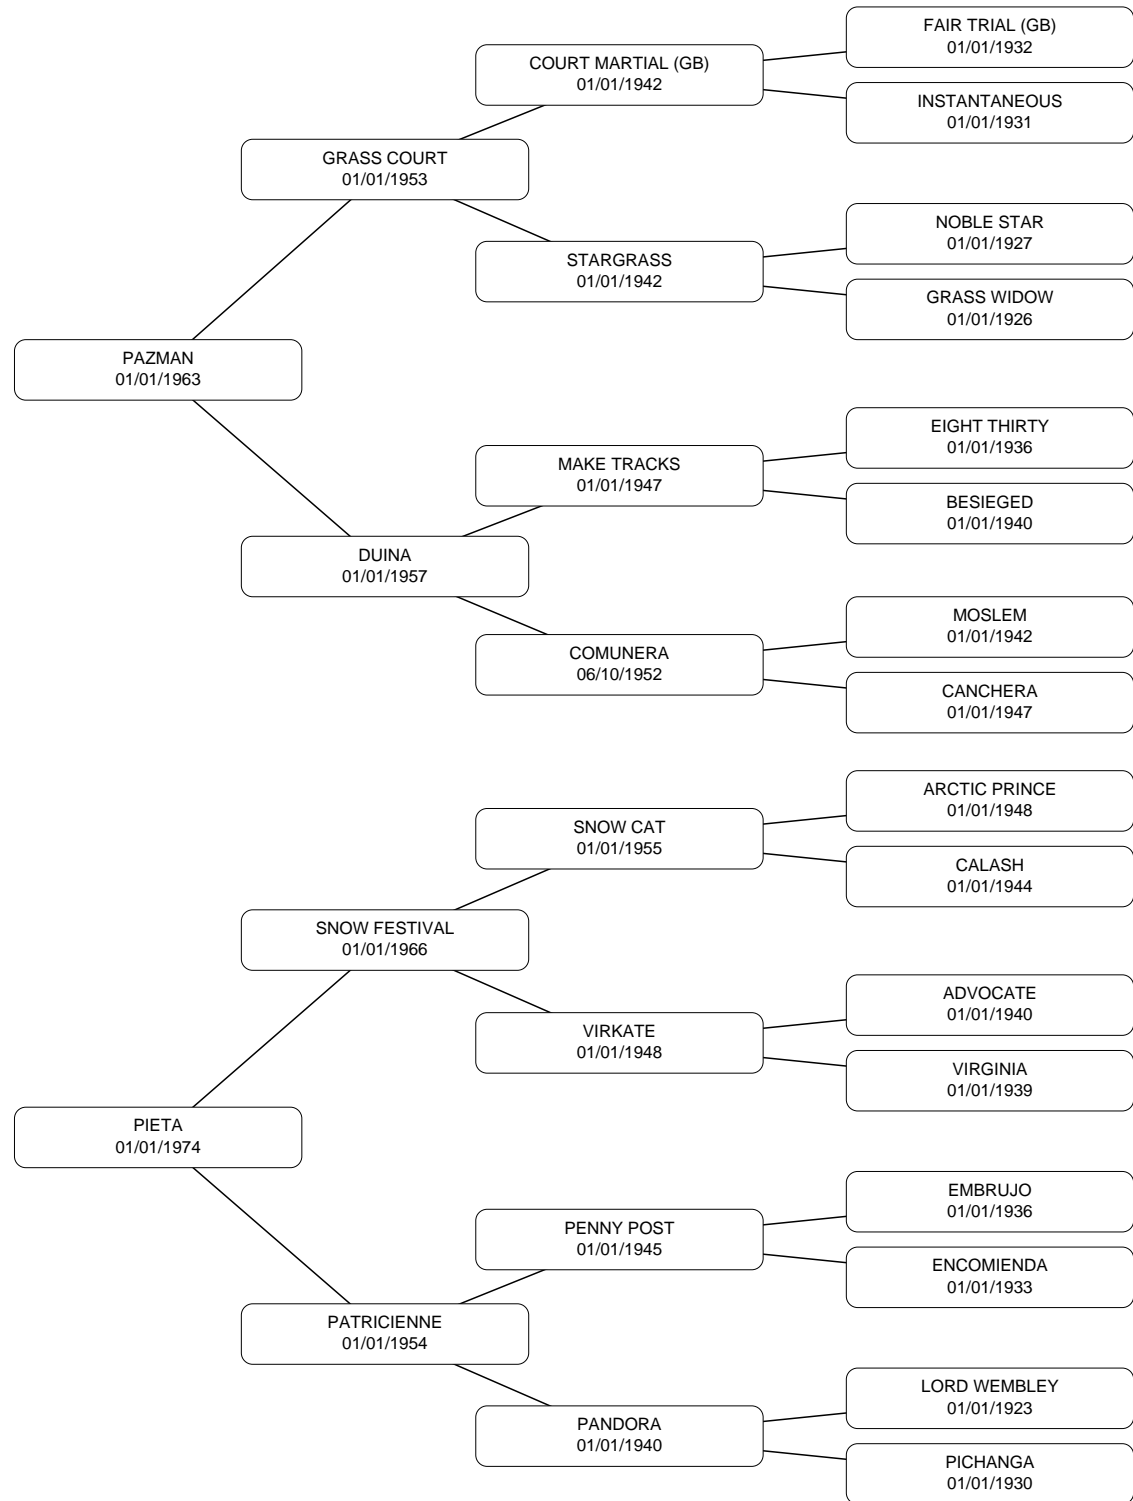 FAIR TRIAL (GB)
01/01/1932
COURT MARTIAL (GB)
01/01/1942
INSTANTANEOUS
01/01/1931
GRASS COURT
01/01/1953
NOBLE STAR
01/01/1927
STARGRASS
01/01/1942
GRASS WIDOW
01/01/1926
PAZMAN
01/01/1963
EIGHT THIRTY
01/01/1936
MAKE TRACKS
01/01/1947
BESIEGED
01/01/1940
DUINA
01/01/1957
MOSLEM
01/01/1942
COMUNERA
06/10/1952
CANCHERA
01/01/1947
ARCTIC PRINCE
01/01/1948
SNOW CAT
01/01/1955
CALASH
01/01/1944
SNOW FESTIVAL
01/01/1966
ADVOCATE
01/01/1940
VIRKATE
01/01/1948
VIRGINIA
01/01/1939
PIETA
01/01/1974
EMBRUJO
01/01/1936
PENNY POST
01/01/1945
ENCOMIENDA
01/01/1933
PATRICIENNE
01/01/1954
LORD WEMBLEY
01/01/1923
PANDORA
01/01/1940
PICHANGA
01/01/1930